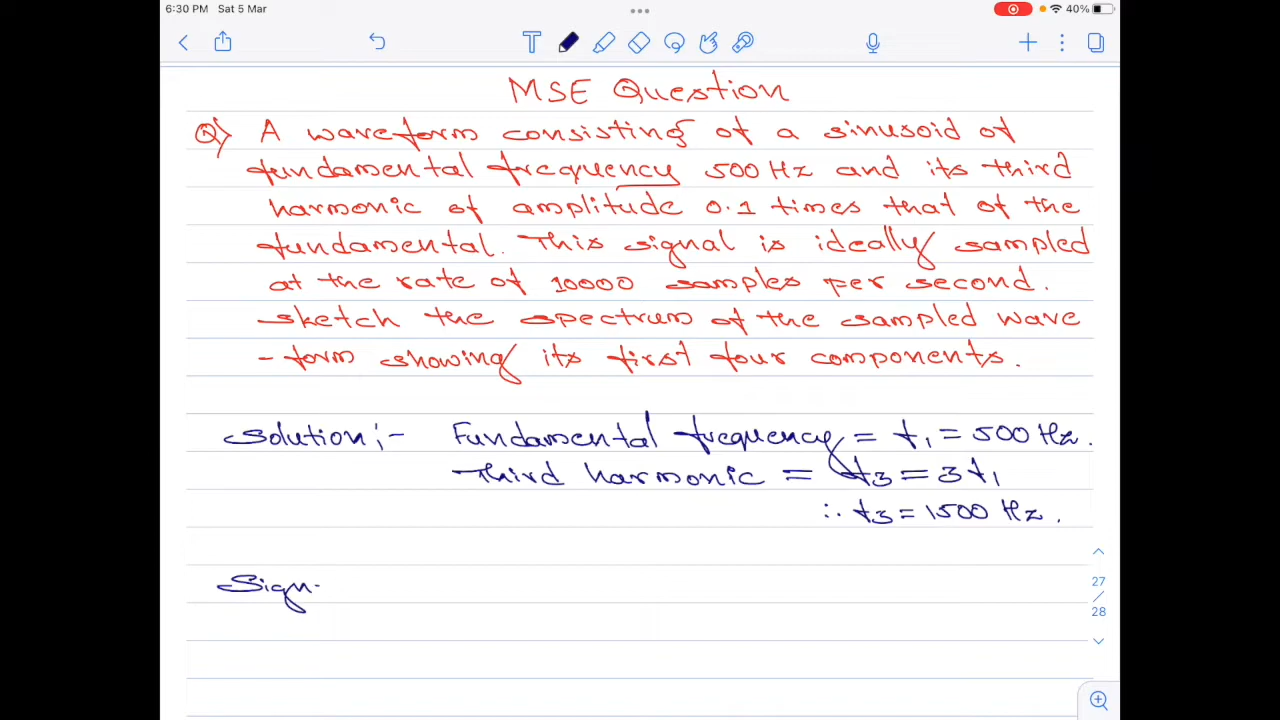 6:30 PM Sat 5 Mar
40%
T
MSE Question
Q) A waveform consisting of a sinusoid of
fundamental frequency 500 Hz and its third
harmonic of amplitude 0.1 times that of the
fundamental. This signal is ideally sampled
at the rate of 10000 samples per second.
Sketch the spectrum of the sampled wave
-form showing its first four components.
Solution:- Fundamental frequency = f1 = 500 Hz.
Third harmonic = f3 = 3 f1
∴ f3 = 1500 Hz.
Sign
27
/
28